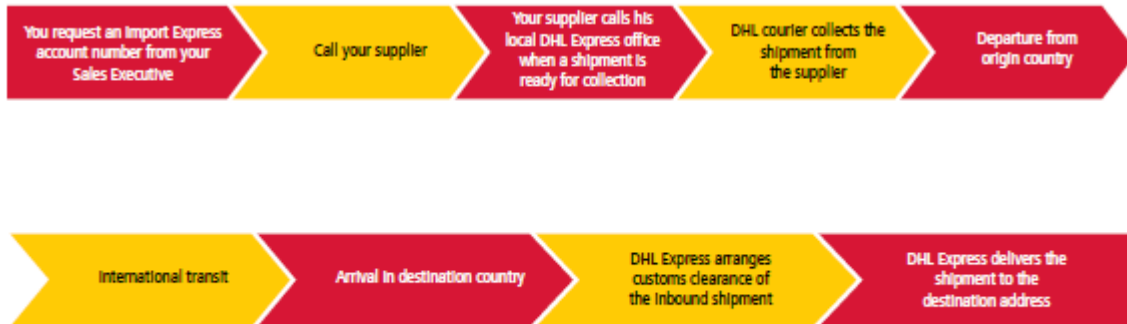 You request an Import Express
account number from your
Sales Executive
Call your supplier
Your supplier calls his
local DHL Express office
when a shipment is
ready for collection
DHL courier collects the
shipment from
the supplier
Departure from
origin country
International transit
Arrival in destination country
DHL Express arranges
customs clearance of
the inbound shipment
DHL Express delivers the
shipment to the
destination address